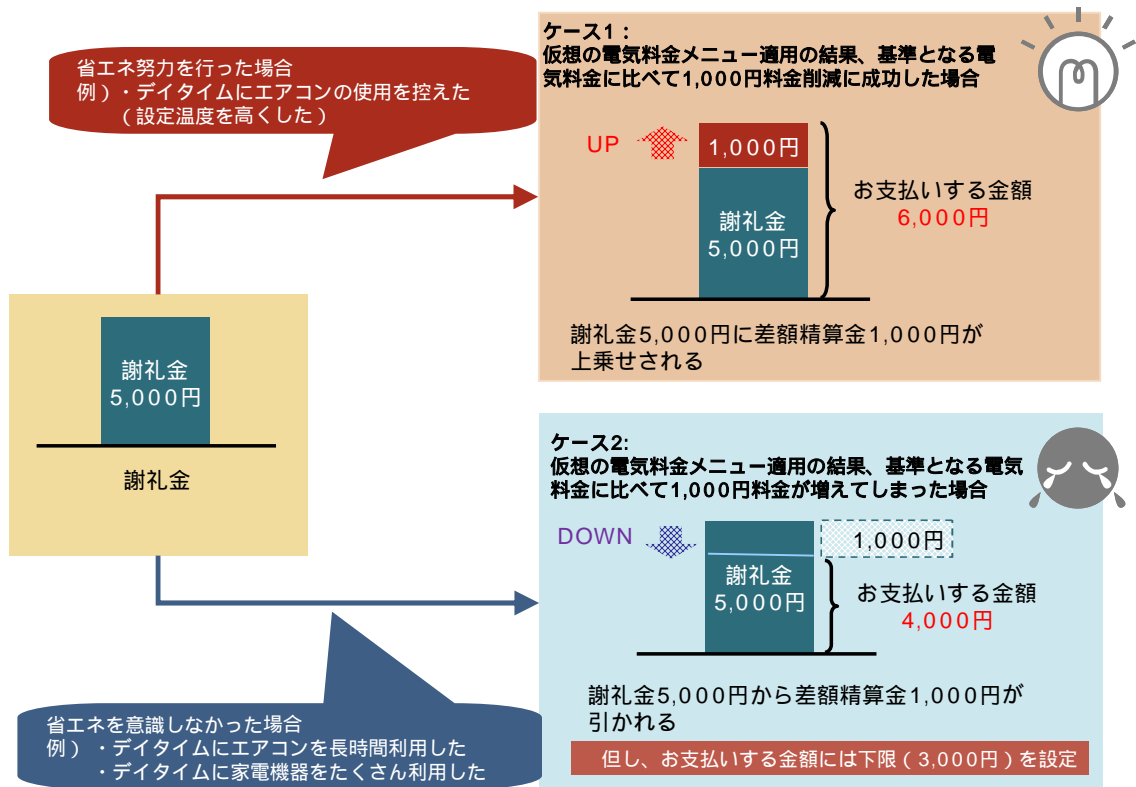 省エネ努力を行った場合
例）・デイタイムにエアコンの使用を控えた
（設定温度を高くした）
謝礼金
5,000円
謝礼金
省エネを意識しなかった場合
例）・デイタイムにエアコンを長時間利用した
・デイタイムに家電機器をたくさん利用した
ケース1：
仮想の電気料金メニュー適用の結果、基準となる電
気料金に比べて1,000円料金削減に成功した場合
UP
1,000円
謝礼金
5,000円
お支払いする金額
6,000円
謝礼金5,000円に差額精算金1,000円が
上乗せされる
ケース2:
仮想の電気料金メニュー適用の結果、基準となる電気
料金に比べて1,000円料金が増えてしまった場合
DOWN
1,000円
謝礼金
5,000円
お支払いする金額
4,000円
謝礼金5,000円から差額精算金1,000円が
引かれる
但し、お支払いする金額には下限（3,000円）を設定